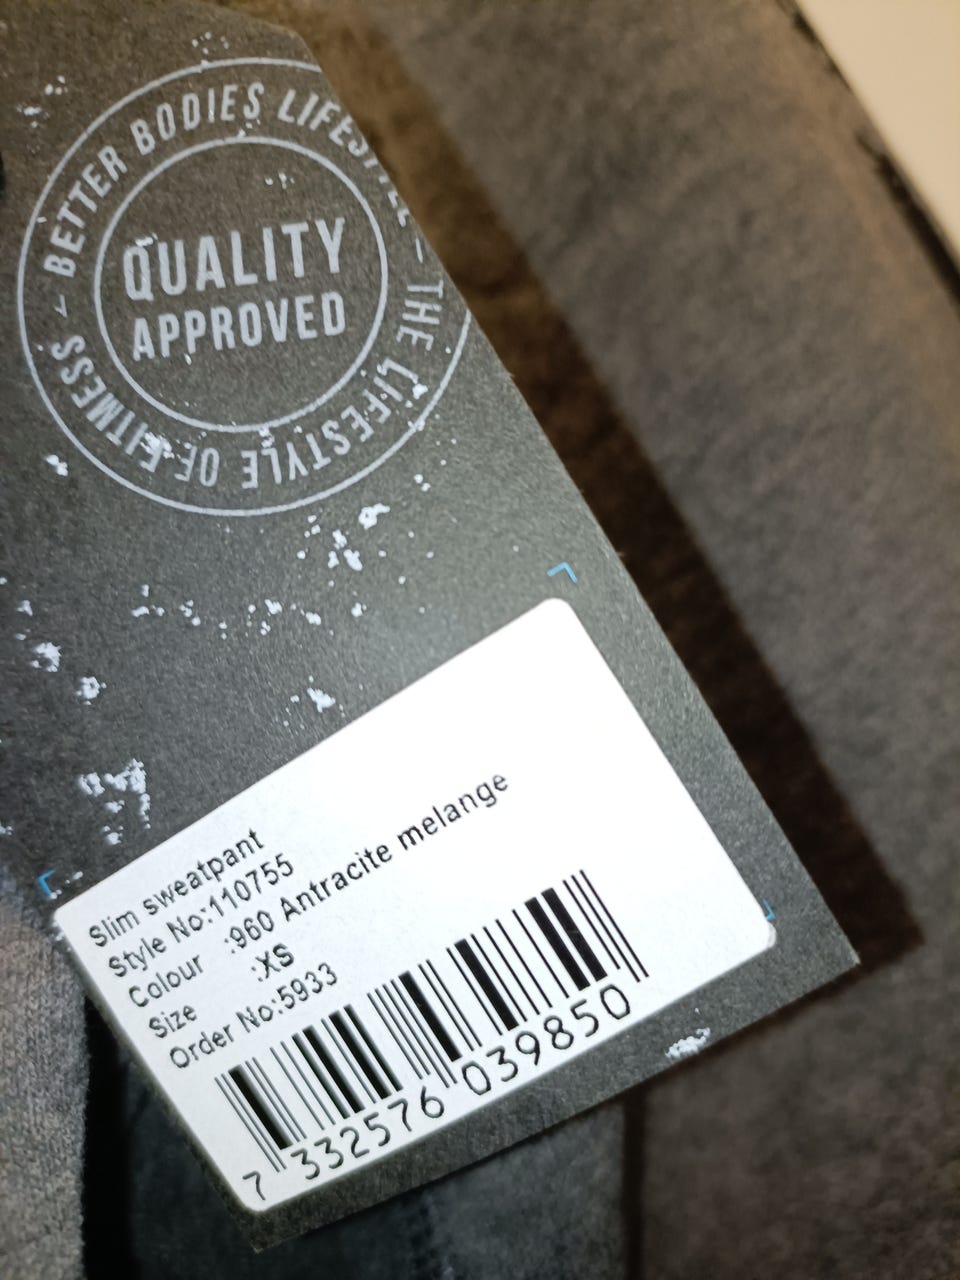 BETTER BODIES LIFESTYLE – THE LIFESTYLE OF FITNESS –
QUALITY
APPROVED
Slim sweatpant
Style No:110755
Colour :960 Antracite melange
Size :XS
Order No:5933
7 332576 039850